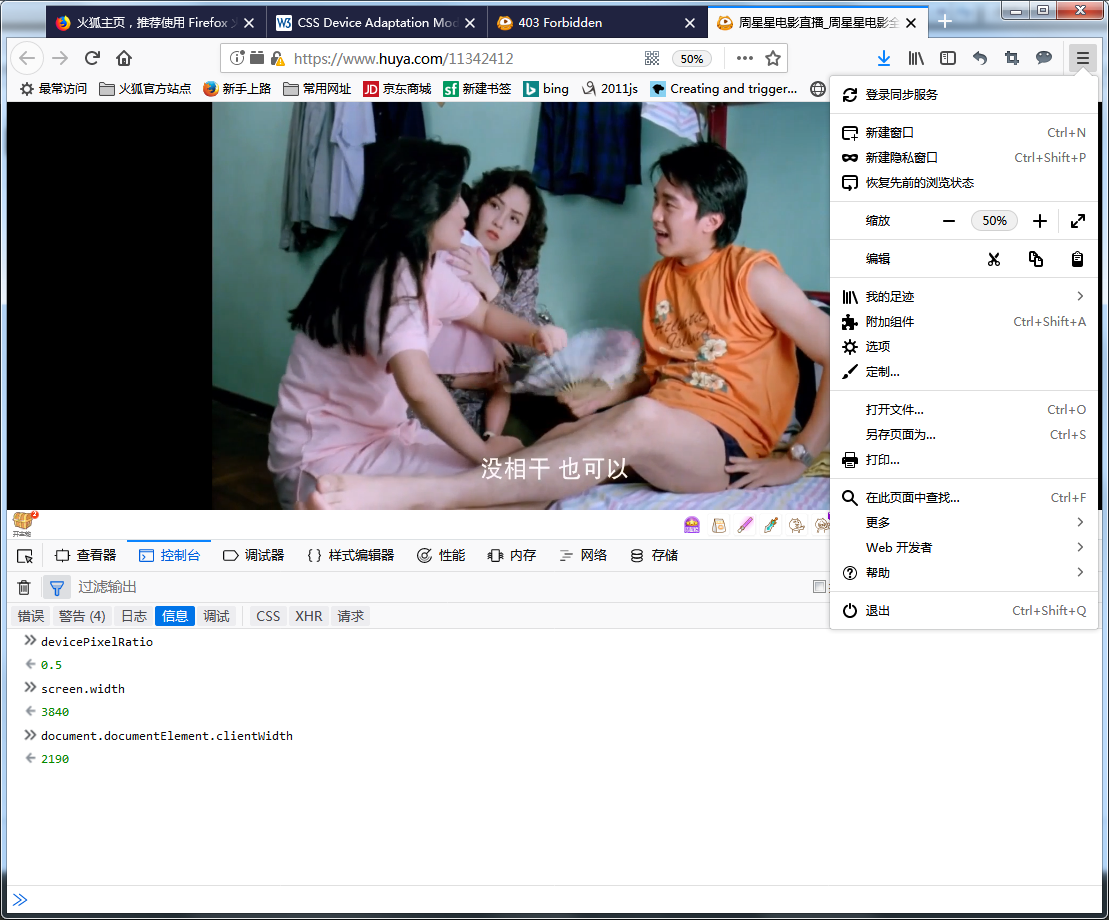 火狐主页，推荐使用 Firefox
CSS Device Adaptation Mod
403 Forbidden
周星星电影直播_周星星电影全
https://www.huya.com/11342412
50%
最常访问
火狐官方站点
新手上路
常用网址
JD 京东商城
sf 新建书签
bing
2011js
Creating and trigger...
登录同步服务
新建窗口 Ctrl+N
新建隐私窗口 Ctrl+Shift+P
恢复先前的浏览状态
缩放 50%
编辑
我的足迹
附加组件 Ctrl+Shift+A
选项
定制...
打开文件... Ctrl+O
另存页面为... Ctrl+S
打印...
在此页面中查找... Ctrl+F
更多
Web 开发者
帮助
退出 Ctrl+Shift+Q
没相干 也可以
查看器
控制台
调试器
{ } 样式编辑器
性能
内存
网络
存储
过滤输出
错误
警告 (4)
日志
信息
调试
CSS
XHR
请求
devicePixelRatio
0.5
screen.width
3840
document.documentElement.clientWidth
2190